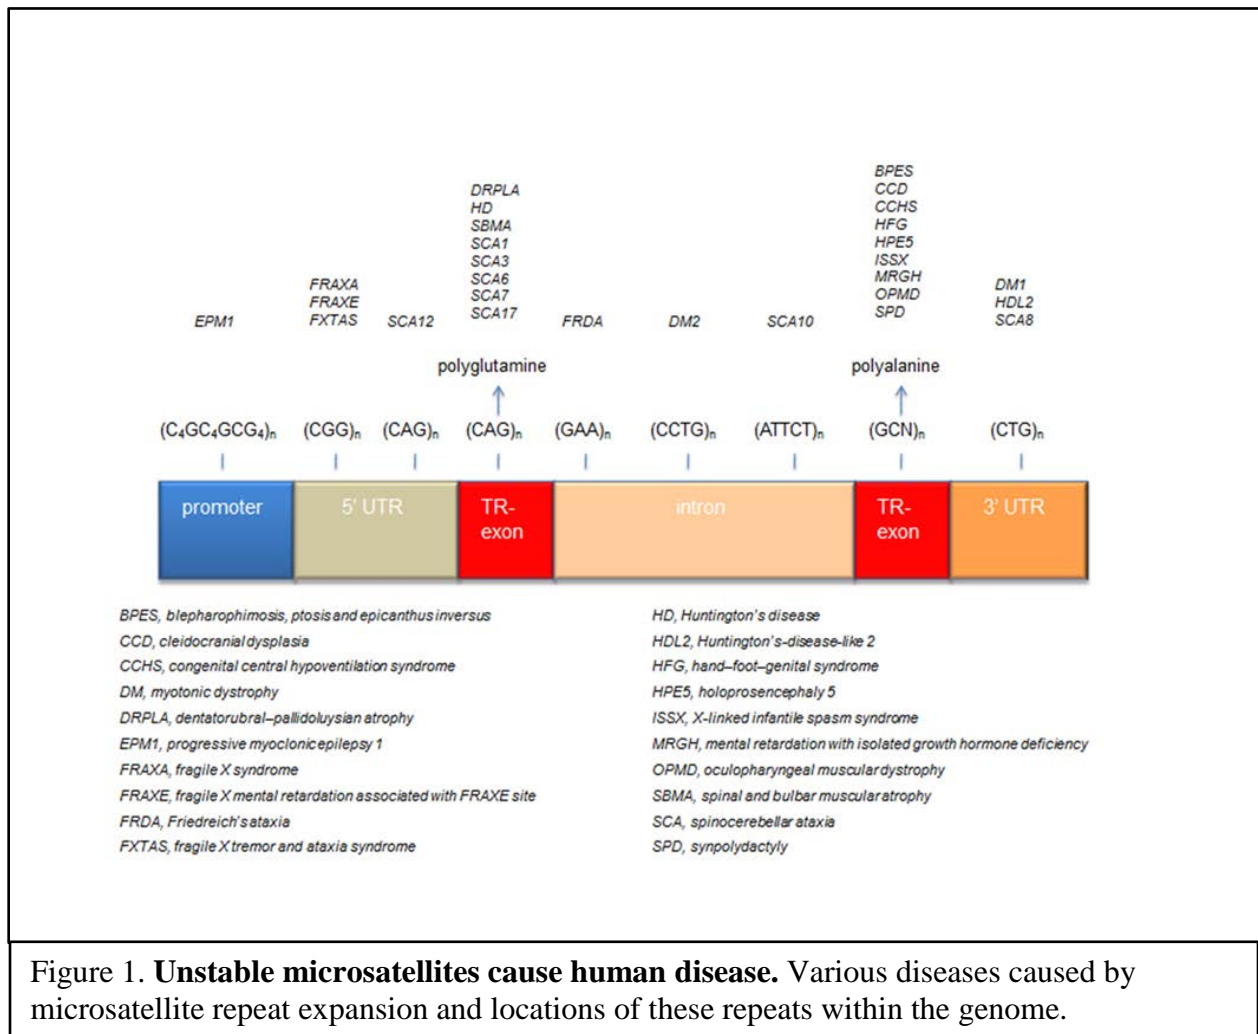 BPES
CCD
CCHS
HFG
HPE5
ISSX
MRGH
OPMD
SPD
DRPLA
HD
SBMA
SCA1
SCA3
SCA6
SCA7
SCA17
FRAXA
FRAXE
FXTAS
DM1
HDL2
SCA8
EPM1 SCA12 FRDA DM2 SCA10
polyglutamine polyalanine
(C₄GC₄GCG₄)ₙ (CGG)ₙ (CAG)ₙ (CAG)ₙ (GAA)ₙ (CCTG)ₙ (ATTCT)ₙ (GCN)ₙ (CTG)ₙ
promoter 5' UTR TR-exon intron TR-exon 3' UTR
BPES, blepharophimosis, ptosis and epicanthus inversus
CCD, cleidocranial dysplasia
CCHS, congenital central hypoventilation syndrome
DM, myotonic dystrophy
DRPLA, dentatorubral–pallidoluysian atrophy
EPM1, progressive myoclonic epilepsy 1
FRAXA, fragile X syndrome
FRAXE, fragile X mental retardation associated with FRAXE site
FRDA, Friedreich's ataxia
FXTAS, fragile X tremor and ataxia syndrome
HD, Huntington's disease
HDL2, Huntington's-disease-like 2
HFG, hand–foot–genital syndrome
HPE5, holoprosencephaly 5
ISSX, X-linked infantile spasm syndrome
MRGH, mental retardation with isolated growth hormone deficiency
OPMD, oculopharyngeal muscular dystrophy
SBMA, spinal and bulbar muscular atrophy
SCA, spinocerebellar ataxia
SPD, synpolydactyly
Figure 1. Unstable microsatellites cause human disease. Various diseases caused by
microsatellite repeat expansion and locations of these repeats within the genome.